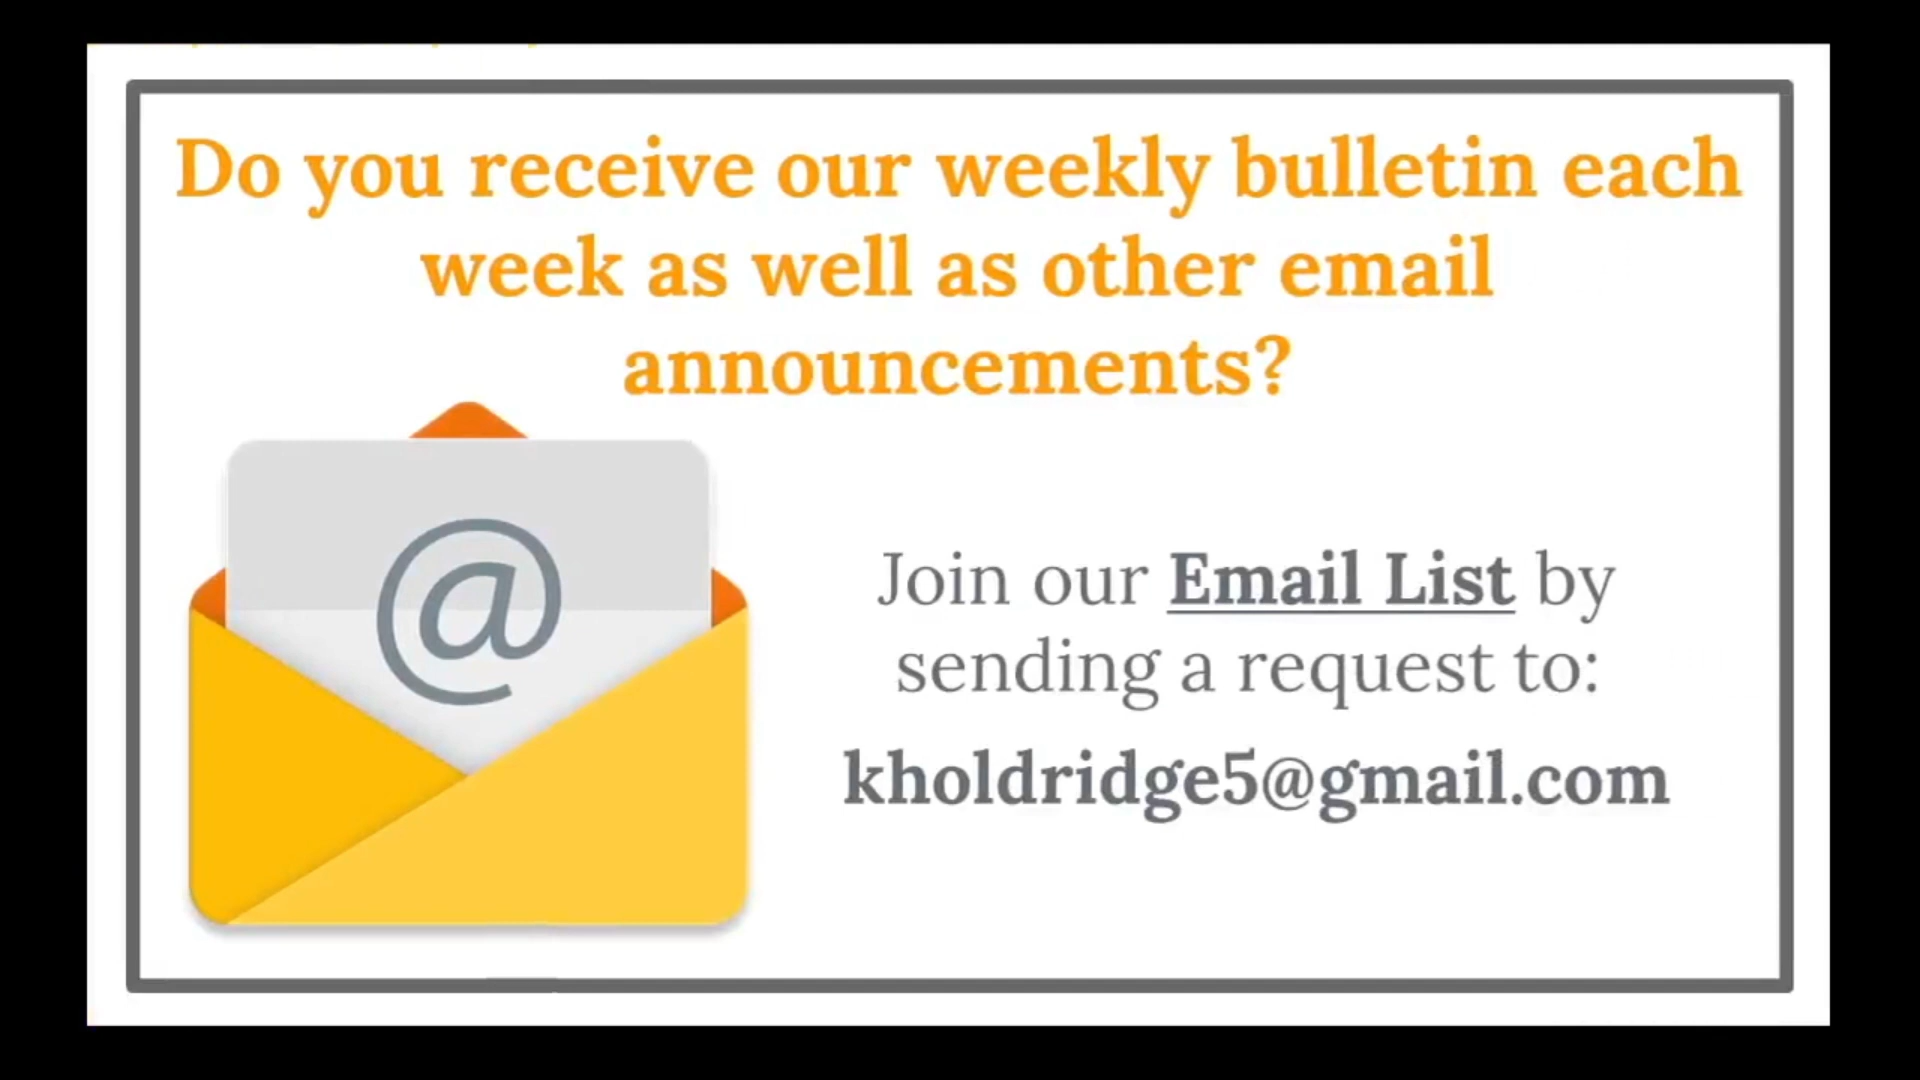 Do you receive our weekly bulletin each
week as well as other email
announcements?
@
Join our Email List by
sending a request to:
kholdridge5@gmail.com